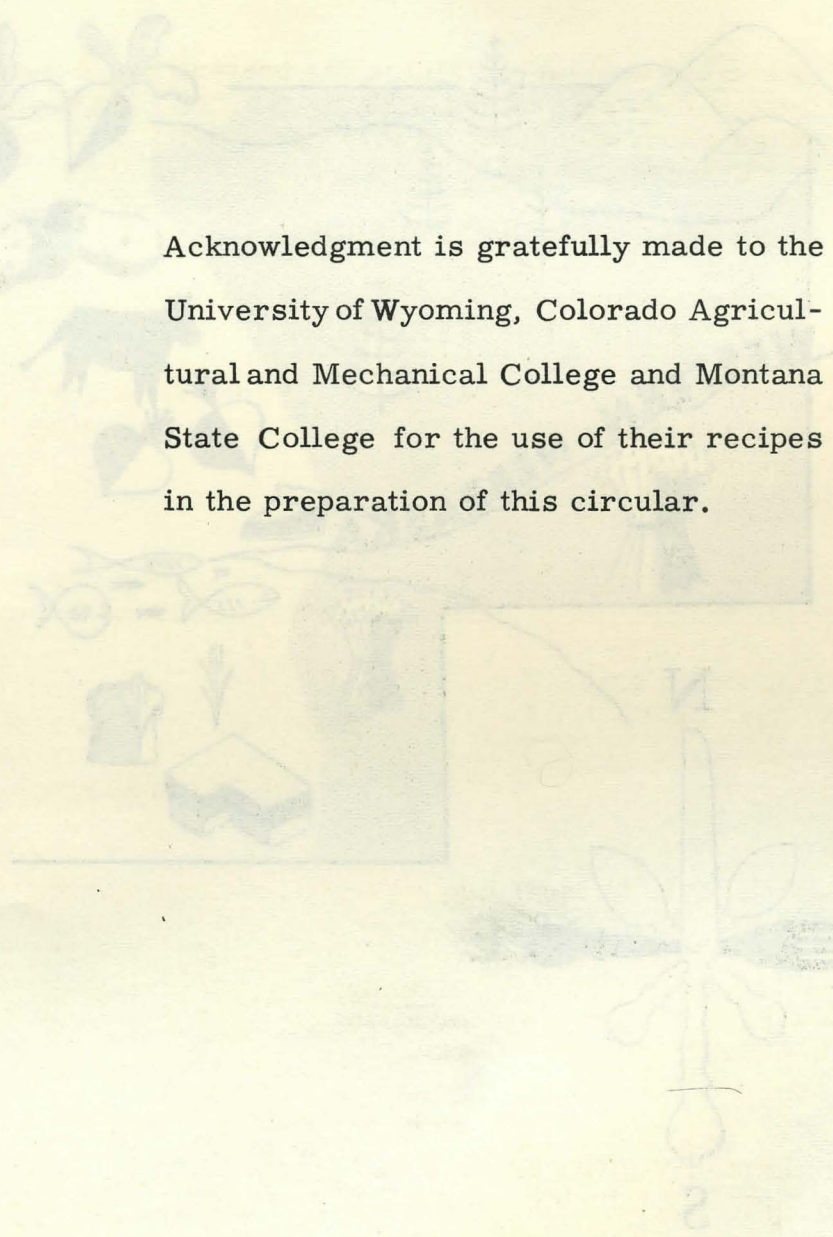 Acknowledgment is gratefully made to the
University of Wyoming, Colorado Agricul-
tural and Mechanical College and Montana
State College for the use of their recipes
in the preparation of this circular.
N
S